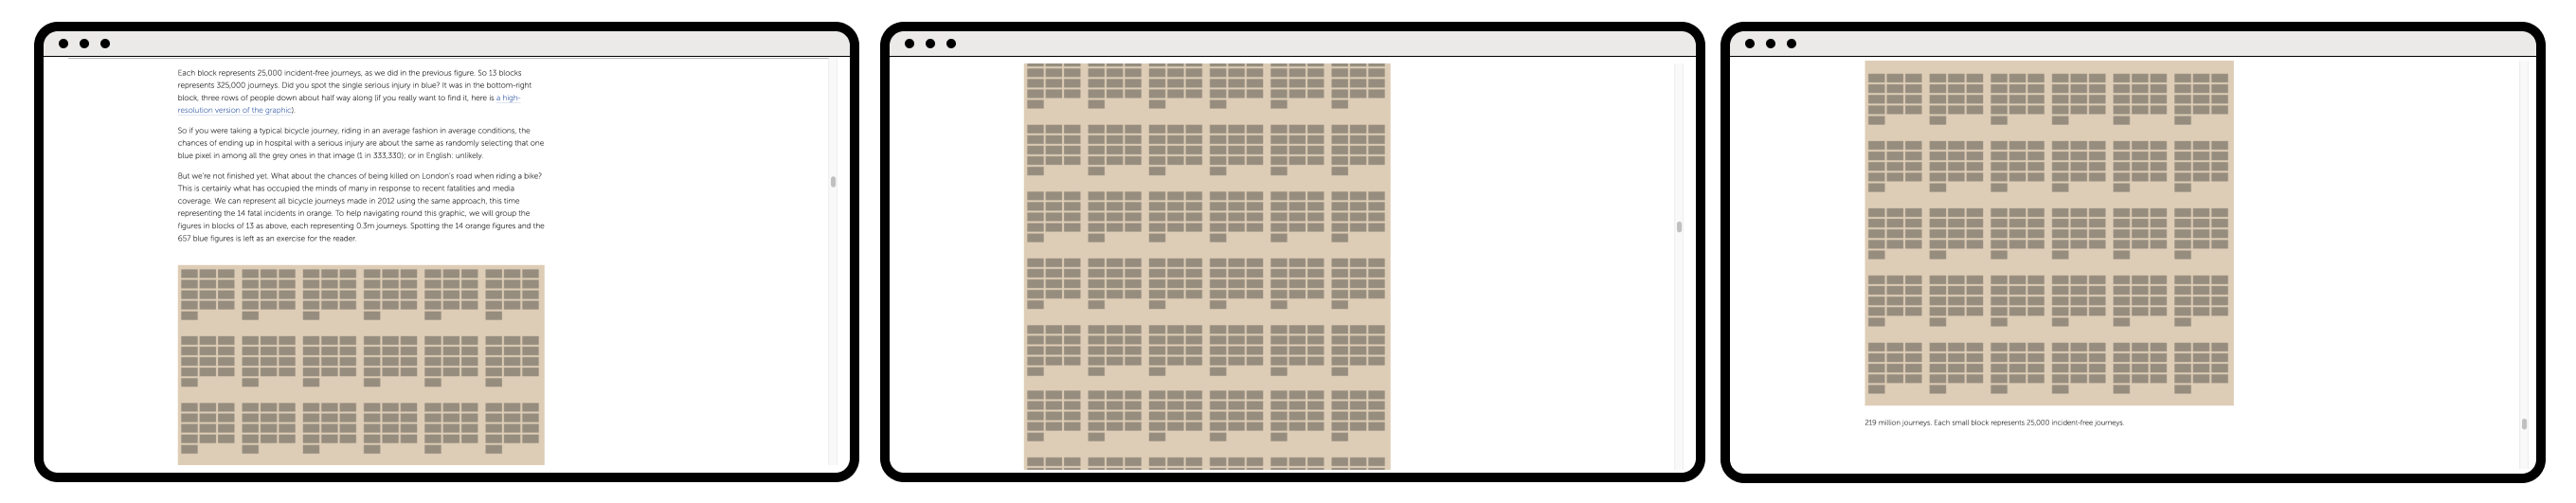 Each block represents 25,000 incident-free journeys, as we did in the previous figure. So 13 blocks
represents 325,000 journeys. Did you spot the single serious injury in blue? It was in the bottom-right
block, three rows of people down about half way along (if you really want to find it, here is a high-
resolution version of the graphic).
So if you were taking a typical bicycle journey, riding in an average fashion in average conditions, the
chances of ending up in hospital with a serious injury are about the same as randomly selecting that one
blue pixel in among all the grey ones in that image (1 in 333,330); or in English: unlikely.
But we're not finished yet. What about the chances of being killed on London's road when riding a bike?
This is certainly what has occupied the minds of many in response to recent fatalities and media
coverage. We can represent all bicycle journeys made in 2012 using the same approach, this time
representing the 14 fatal incidents in orange. To help navigating round this graphic, we will group the
figures in blocks of 13 as above, each representing 0.3m journeys. Spotting the 14 orange figures and the
657 blue figures is left as an exercise for the reader.
219 million journeys. Each small block represents 25,000 incident-free journeys.